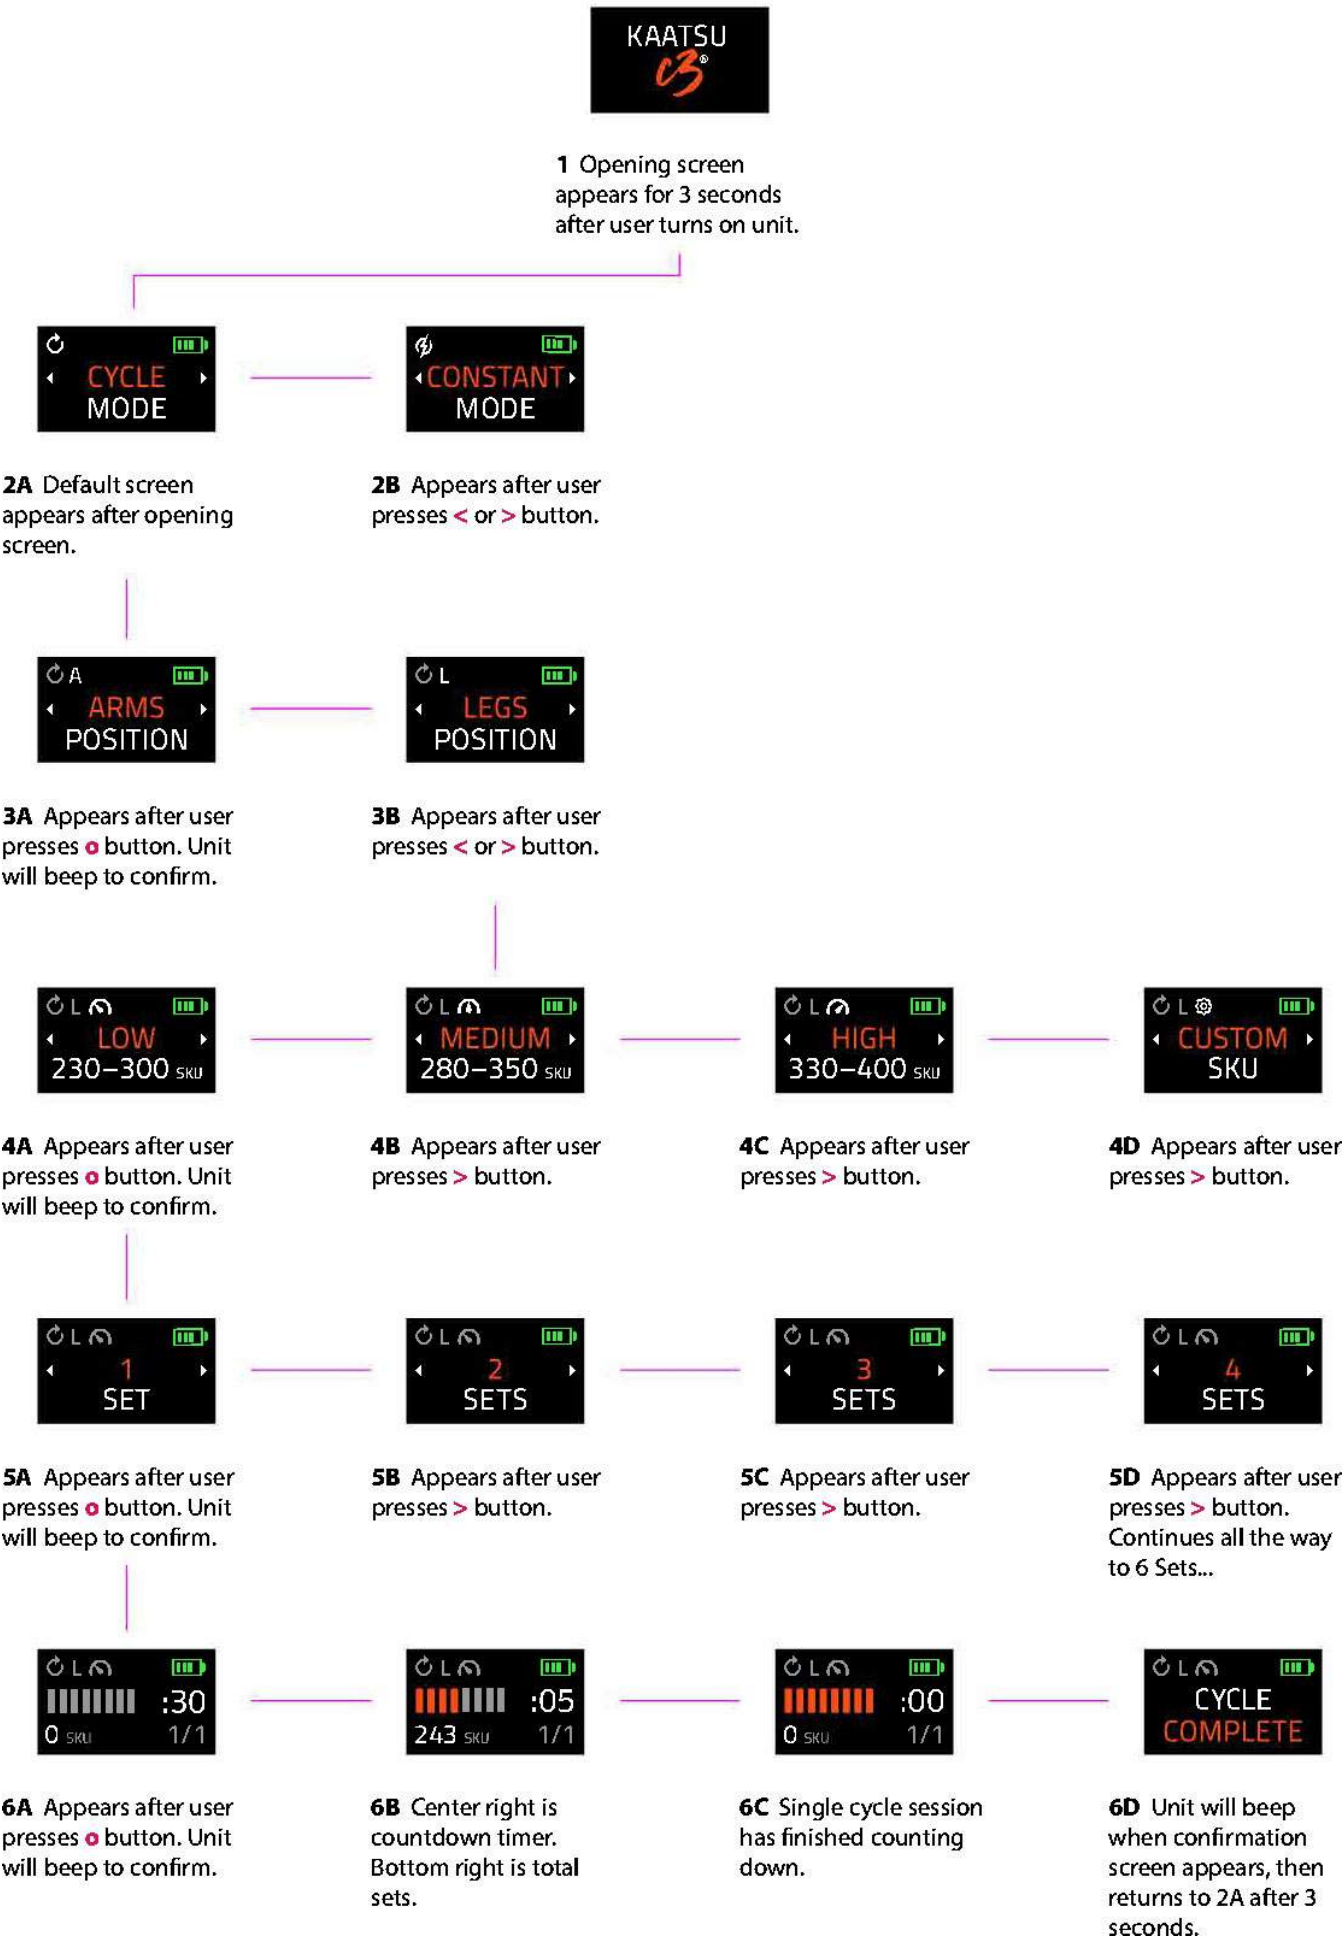 KAATSU
c3®
1 Opening screen
appears for 3 seconds
after user turns on unit.
CYCLE
MODE
CONSTANT
MODE
2A Default screen
appears after opening
screen.
2B Appears after user
presses < or > button.
A
ARMS
POSITION
L
LEGS
POSITION
3A Appears after user
presses o button. Unit
will beep to confirm.
3B Appears after user
presses < or > button.
L
LOW
230–300 SKU
L
MEDIUM
280–350 SKU
L
HIGH
330–400 SKU
L
CUSTOM
SKU
4A Appears after user
presses o button. Unit
will beep to confirm.
4B Appears after user
presses > button.
4C Appears after user
presses > button.
4D Appears after user
presses > button.
L
1
SET
L
2
SETS
L
3
SETS
L
4
SETS
5A Appears after user
presses o button. Unit
will beep to confirm.
5B Appears after user
presses > button.
5C Appears after user
presses > button.
5D Appears after user
presses > button.
Continues all the way
to 6 Sets...
L
:30
0 SKU 1/1
L
:05
243 SKU 1/1
L
:00
0 SKU 1/1
L
CYCLE
COMPLETE
6A Appears after user
presses o button. Unit
will beep to confirm.
6B Center right is
countdown timer.
Bottom right is total
sets.
6C Single cycle session
has finished counting
down.
6D Unit will beep
when confirmation
screen appears, then
returns to 2A after 3
seconds.